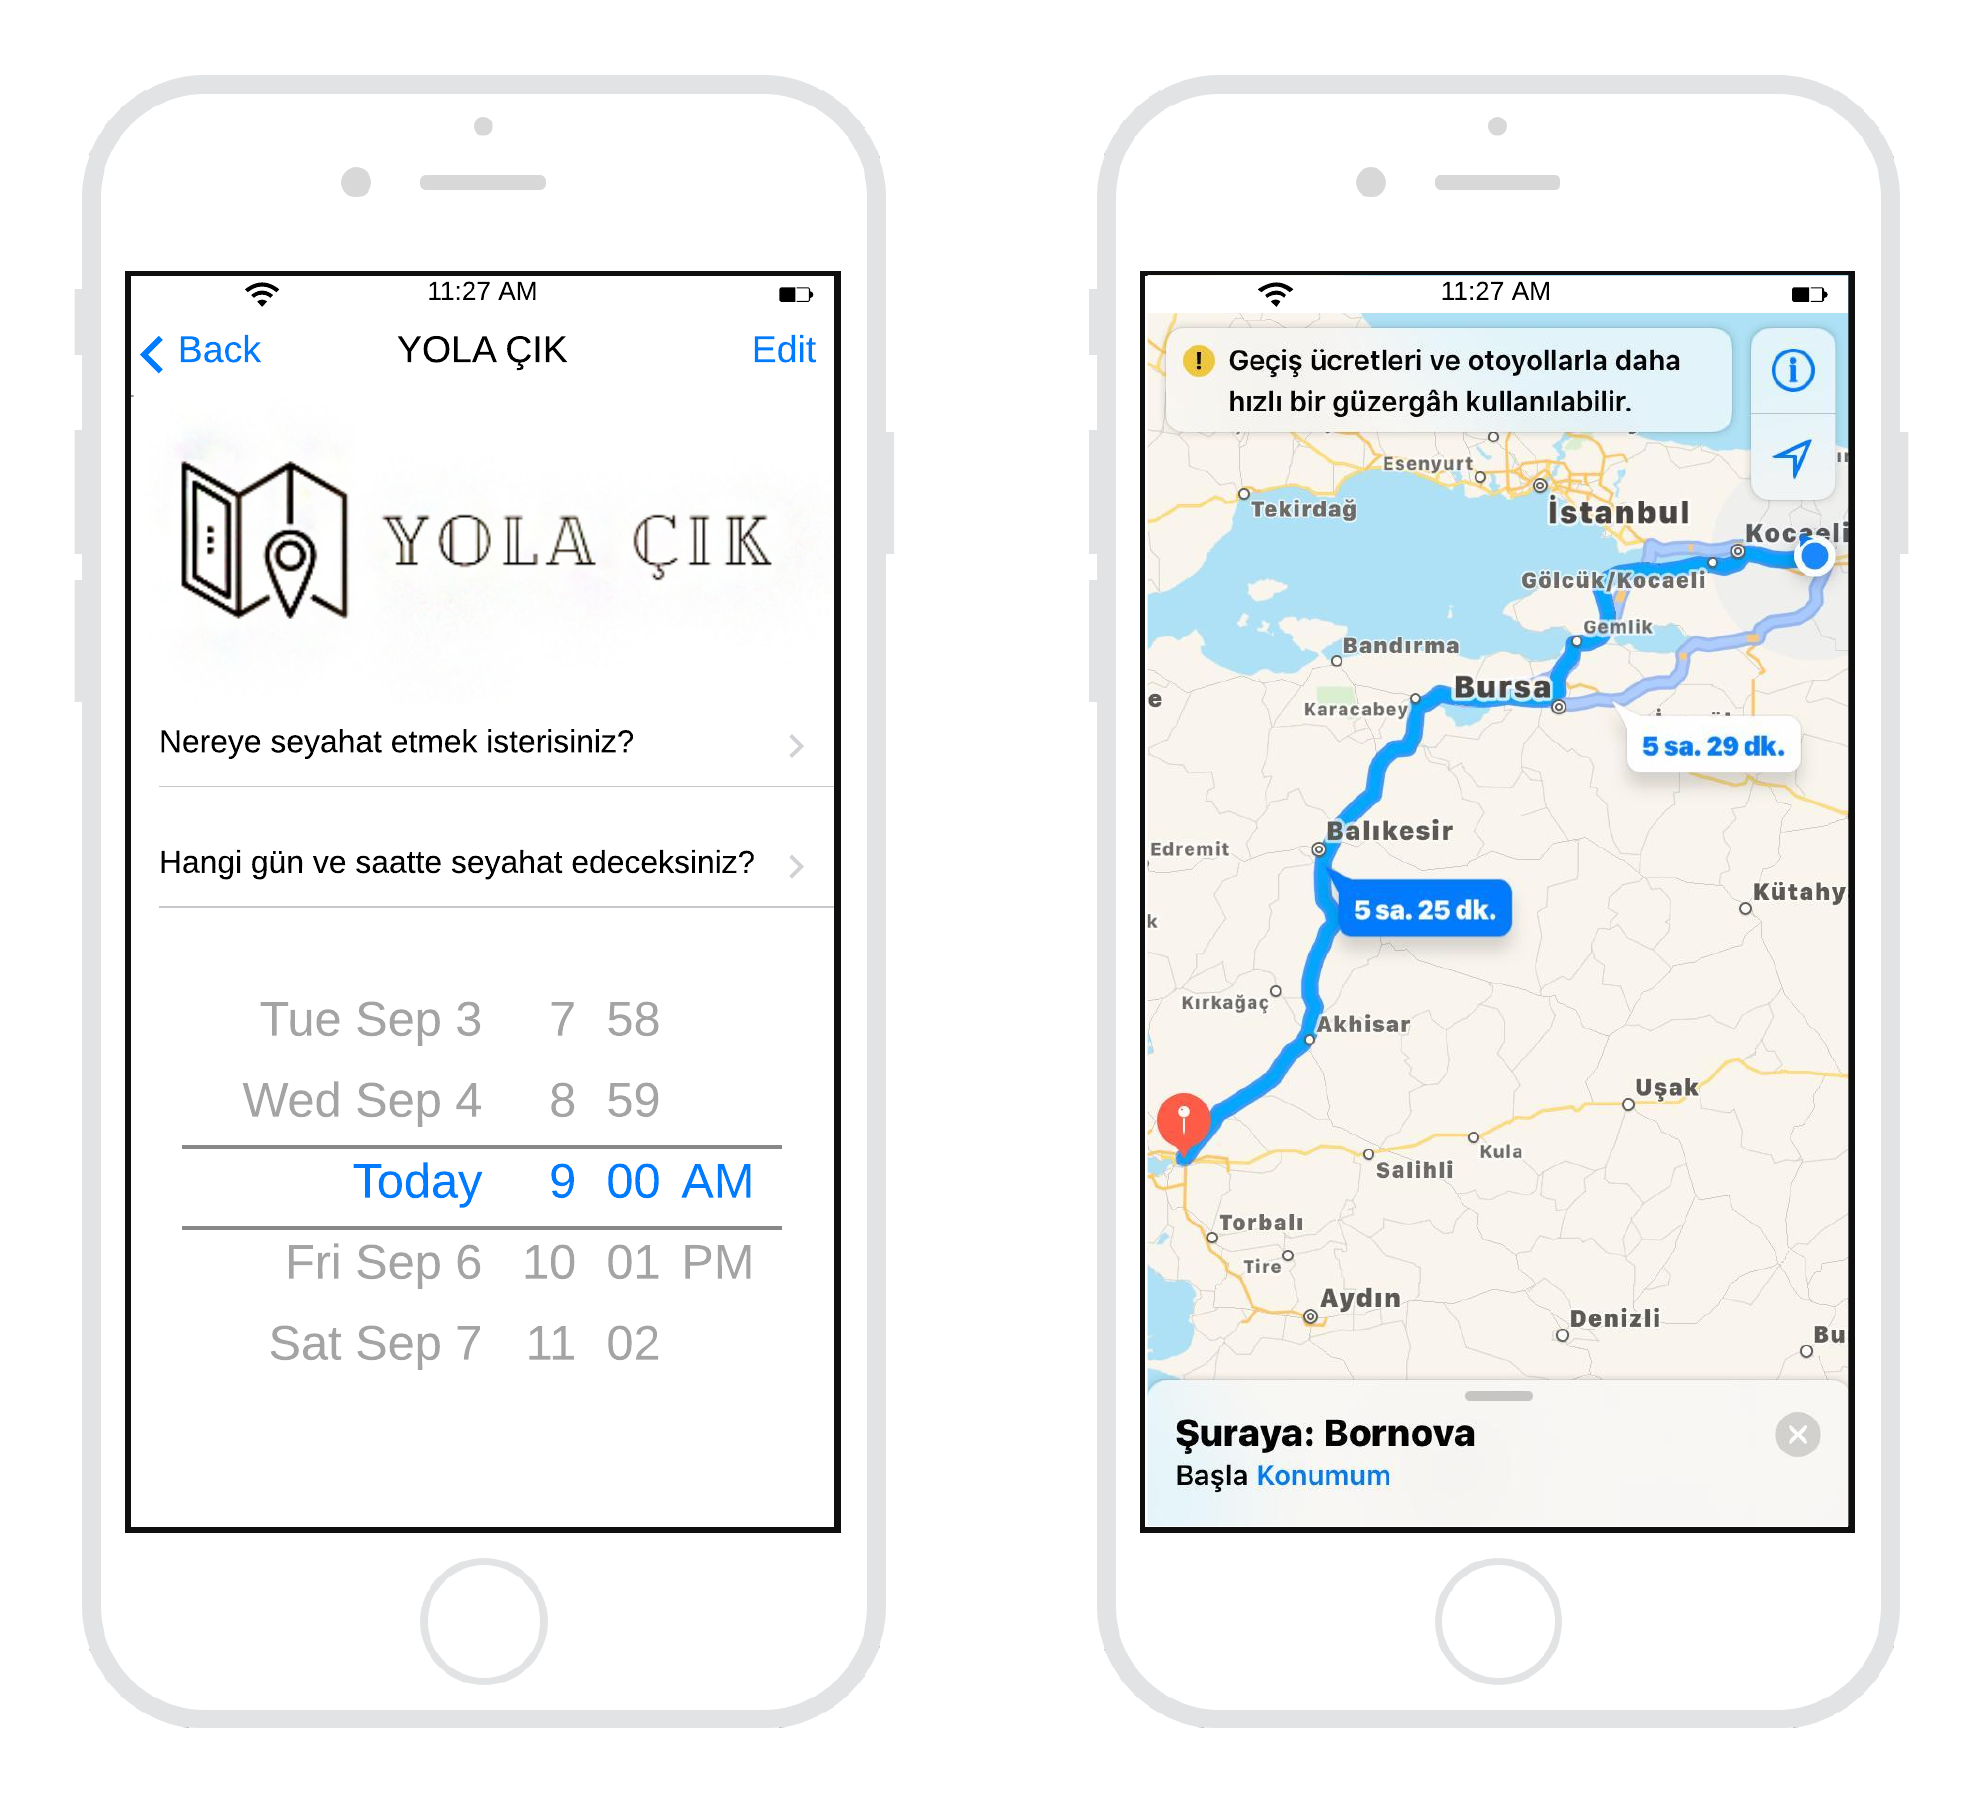 11:27 AM
Back YOLA ÇIK Edit
YOLA ÇIK
Nereye seyahat etmek isterisiniz?
Hangi gün ve saatte seyahat edeceksiniz?
Tue Sep 3 7 58
Wed Sep 4 8 59
Today 9 00 AM
Fri Sep 6 10 01 PM
Sat Sep 7 11 02
11:27 AM
Geçiş ücretleri ve otoyollarla daha
hızlı bir güzergâh kullanılabilir.
Esenyurt
Tekirdağ
İstanbul
Kocaeli
Gölcük/Kocaeli
Gemlik
Bandırma
Bursa
Karacabey
5 sa. 29 dk.
Balıkesir
Edremit
Kütahy
5 sa. 25 dk.
Kırkağaç
Akhisar
Uşak
Kula
Salihli
Torbalı
Tire
Aydın
Denizli
Bu
Şuraya: Bornova
Başla Konumum